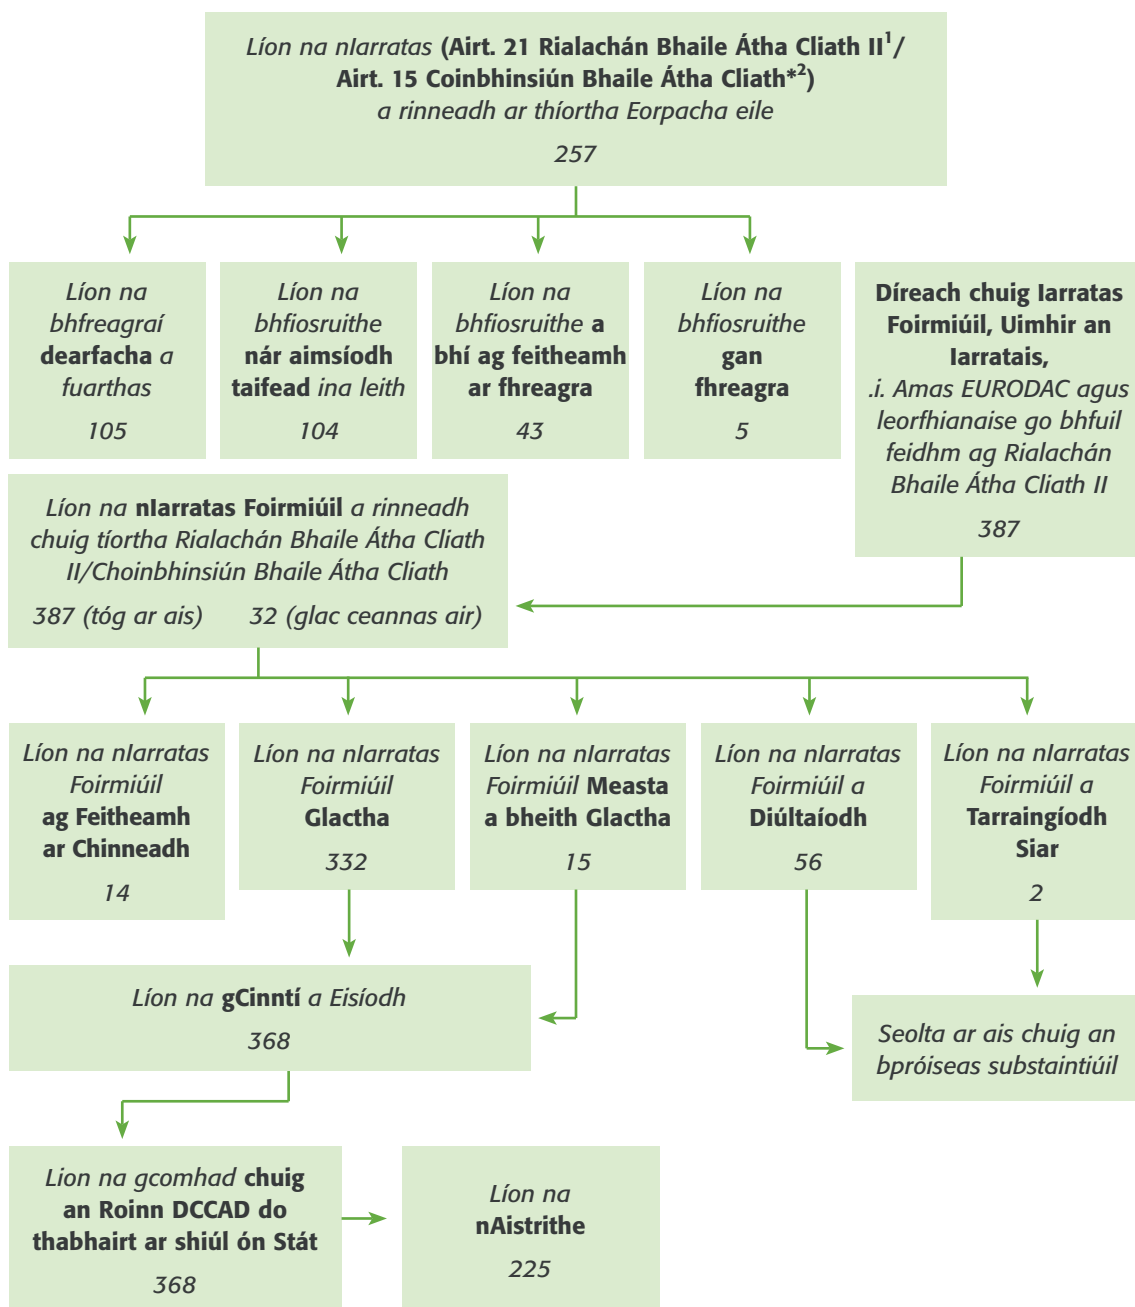 Líon na nIarratas (Airt. 21 Rialachán Bhaile Átha Cliath II¹/
Airt. 15 Coinbhinsiún Bhaile Átha Cliath*²)
a rinneadh ar thíortha Eorpacha eile
257
Líon na
bhfreagraí
dearfacha a
fuarthas
105
Líon na
bhfiosruithe
nár aimsíodh
taifead ina leith
104
Líon na
bhfiosruithe a
bhí ag feitheamh
ar fhreagra
43
Líon na
bhfiosruithe
gan
fhreagra
5
Díreach chuig Iarratas
Foirmiúil, Uimhir an
Iarratais,
.i. Amas EURODAC agus
leorfhianaise go bhfuil
feidhm ag Rialachán
Bhaile Átha Cliath II
387
Líon na nIarratas Foirmiúil a rinneadh
chuig tíortha Rialachán Bhaile Átha Cliath
II/Choinbhinsiún Bhaile Átha Cliath
387 (tóg ar ais) 32 (glac ceannas air)
Líon na nIarratas
Foirmiúil
ag Feitheamh
ar Chinneadh
14
Líon na nIarratas
Foirmiúil
Glactha
332
Líon na nIarratas
Foirmiúil Measta
a bheith Glactha
15
Líon na nIarratas
Foirmiúil a
Diúltaíodh
56
Líon na nIarratas
Foirmiúil a
Tarraingíodh
Siar
2
Líon na gCinntí a Eisíodh
368
Seolta ar ais chuig an
bpróiseas substaintiúil
Lion na gcomhad chuig
an Roinn DCCAD do
thabhairt ar shiúl ón Stát
368
Líon na
nAistrithe
225